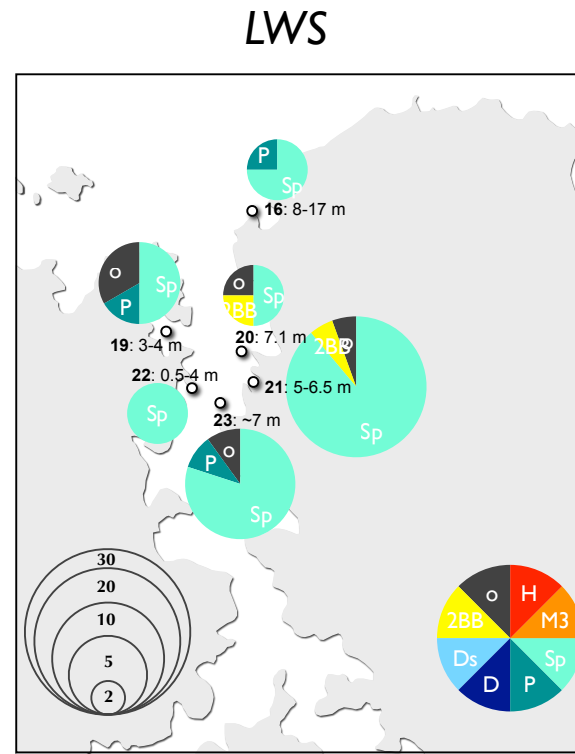 LWS
P
Sp
16: 8-17 m
o
Sp
P
o
Sp
2BB
19: 3-4 m
20: 7.1 m
2BB
o
Sp
22: 0.5-4 m
21: 5-6.5 m
Sp
23: ~7 m
P
o
Sp
30
20
10
5
2
o
H
2BB
M3
Ds
Sp
D
P